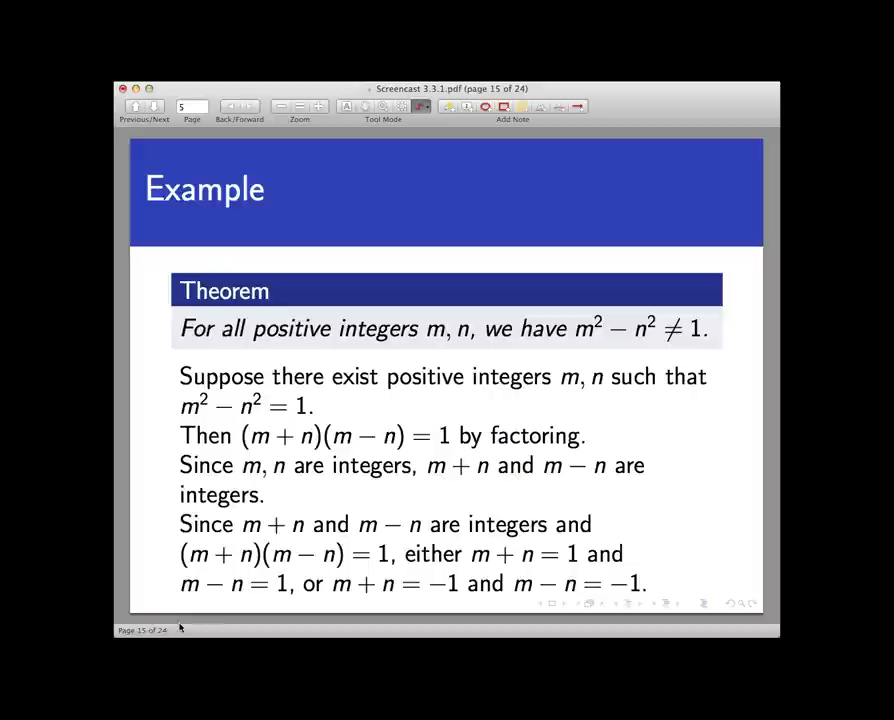 Screencast 3.3.1.pdf (page 15 of 24)
5
Previous/Next Page Back/Forward Zoom Tool Mode Add Note
Example
Theorem
For all positive integers m, n, we have m² − n² ≠ 1.
Suppose there exist positive integers m, n such that
m² − n² = 1.
Then (m + n)(m − n) = 1 by factoring.
Since m, n are integers, m + n and m − n are
integers.
Since m + n and m − n are integers and
(m + n)(m − n) = 1, either m + n = 1 and
m − n = 1, or m + n = −1 and m − n = −1.
Page 15 of 24